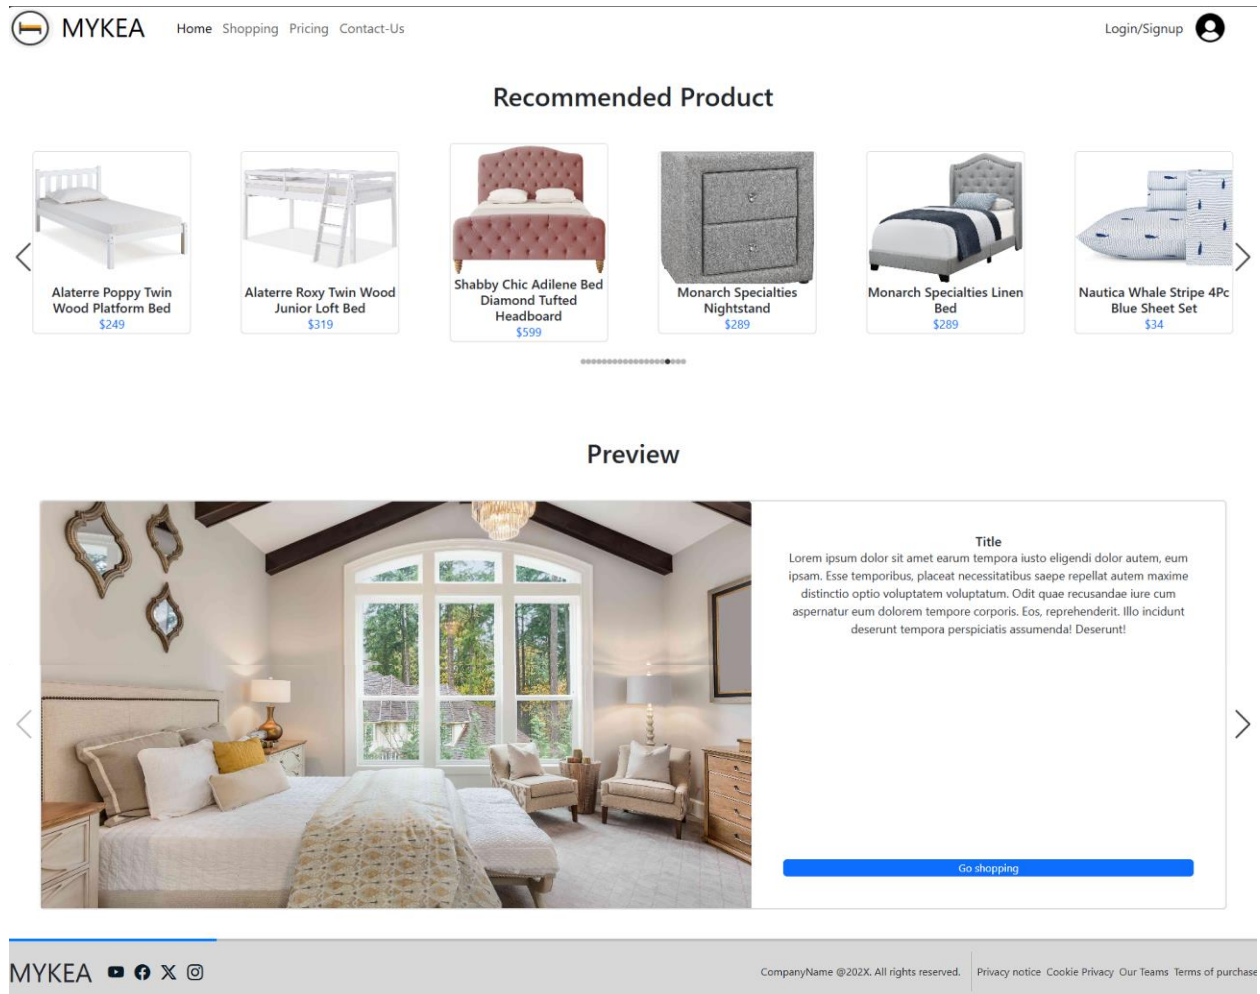 MYKEA
Home Shopping Pricing Contact-Us
Login/Signup
Recommended Product
Alaterre Poppy Twin
Wood Platform Bed
$249
Alaterre Roxy Twin Wood
Junior Loft Bed
$319
Shabby Chic Adilene Bed
Diamond Tufted
Headboard
$599
Monarch Specialties
Nightstand
$289
Monarch Specialties Linen
Bed
$289
Nautica Whale Stripe 4Pc
Blue Sheet Set
$34
Preview
Title
Lorem ipsum dolor sit amet earum tempora iusto eligendi dolor autem, eum
ipsam. Esse temporibus, placeat necessitatibus saepe repellat autem maxime
distinctio optio voluptatem voluptatum. Odit quae recusandae iure cum
aspernatur eum dolorem tempore corporis. Eos, reprehenderit. Illo incidunt
deserunt tempora perspiciatis assumenda! Deserunt!
Go shopping
MYKEA
CompanyName @202X. All rights reserved.
Privacy notice Cookie Privacy Our Teams Terms of purchase